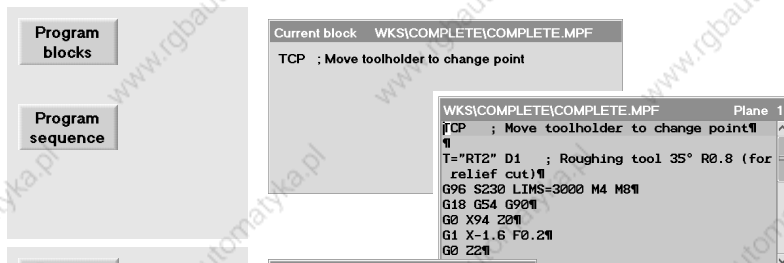 Program
blocks
Program
sequence
Current block WKS\COMPLETE\COMPLETE.MPF
TCP ; Move toolholder to change point
WKS\COMPLETE\COMPLETE.MPF Plane 1
TCP ; Move toolholder to change point¶
¶
T="RT2" D1 ; Roughing tool 35° R0.8 (for
relief cut)¶
G96 S230 LIMS=3000 M4 M8¶
G18 G54 G90¶
G0 X94 Z0¶
G1 X-1.6 F0.2¶
G0 Z2¶